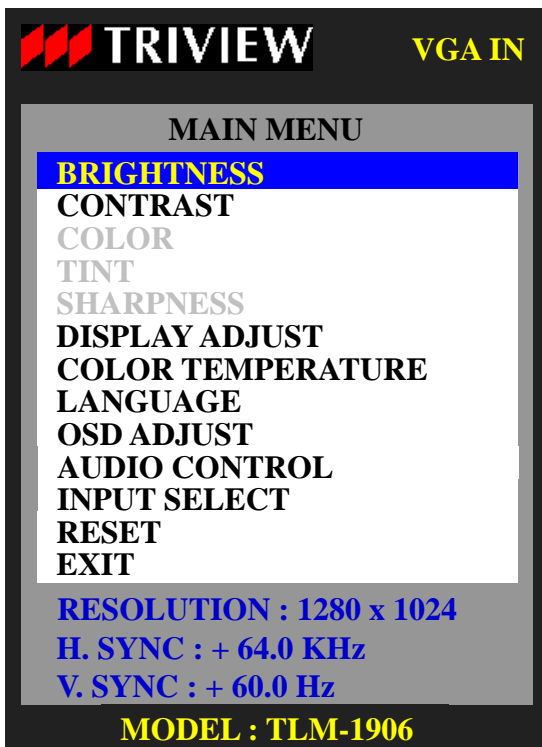 TRIVIEW VGA IN
MAIN MENU
BRIGHTNESS
CONTRAST
COLOR
TINT
SHARPNESS
DISPLAY ADJUST
COLOR TEMPERATURE
LANGUAGE
OSD ADJUST
AUDIO CONTROL
INPUT SELECT
RESET
EXIT
RESOLUTION : 1280 x 1024
H. SYNC : + 64.0 KHz
V. SYNC : + 60.0 Hz
MODEL : TLM-1906